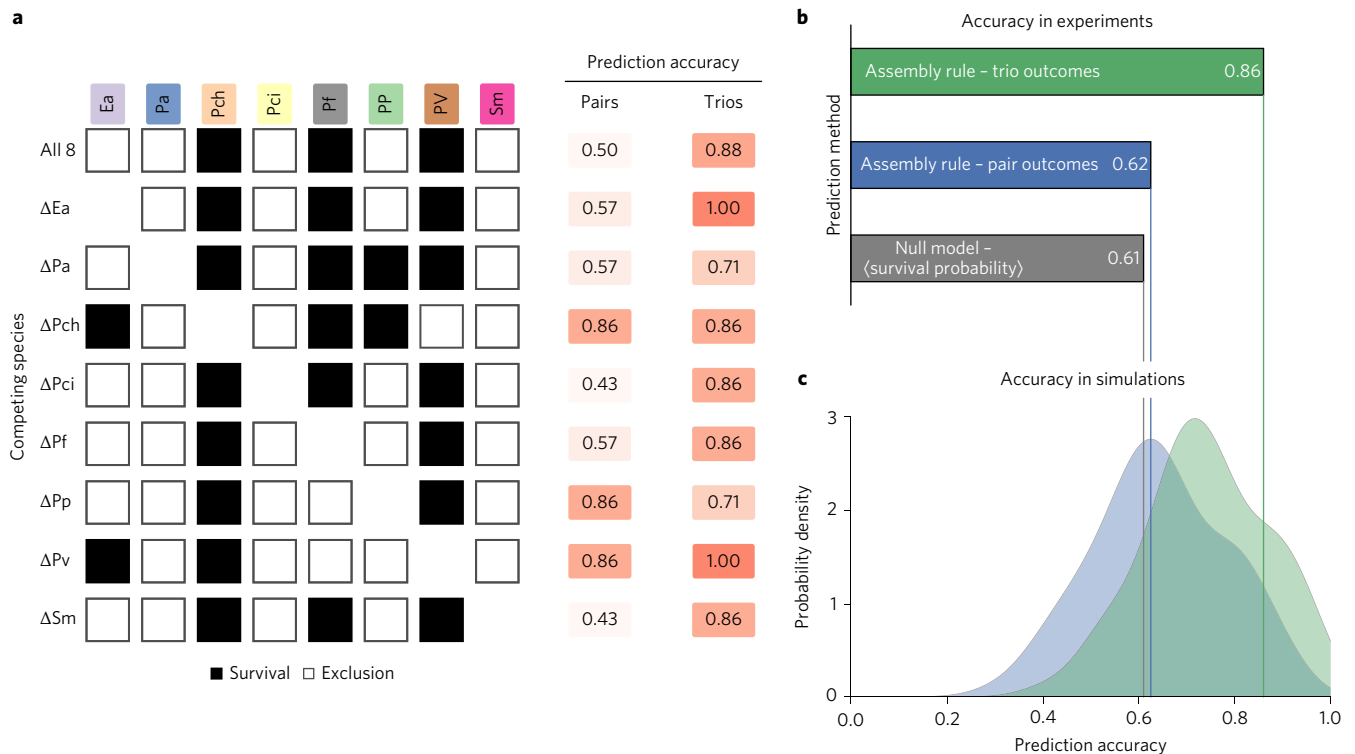 a
Prediction accuracy
Ea Pa Pch Pci Pf PP PV Sm
Pairs Trios
Competing species
All 8 0.50 0.88
ΔEa 0.57 1.00
ΔPa 0.57 0.71
ΔPch 0.86 0.86
ΔPci 0.43 0.86
ΔPf 0.57 0.86
ΔPp 0.86 0.71
ΔPv 0.86 1.00
ΔSm 0.43 0.86
Survival Exclusion
b
Accuracy in experiments
Prediction method
Assembly rule – trio outcomes 0.86
Assembly rule – pair outcomes 0.62
Null model –
⟨survival probability⟩ 0.61
c
Accuracy in simulations
Probability density
3
2
1
0
0.0 0.2 0.4 0.6 0.8 1.0
Prediction accuracy